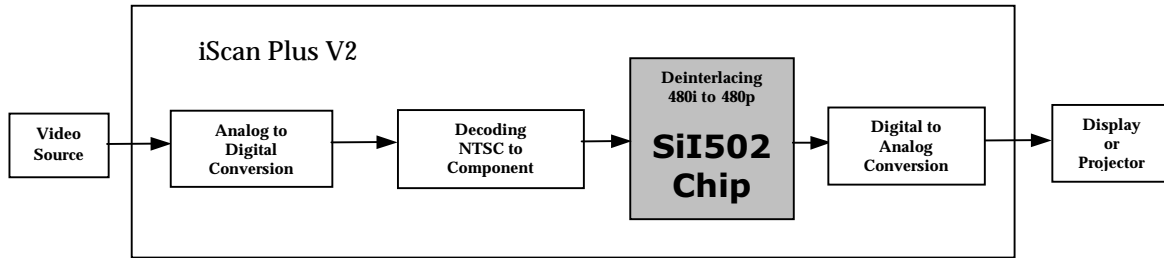 iScan Plus V2
Video
Source
Analog to
Digital
Conversion
Decoding
NTSC to
Component
Deinterlacing
480i to 480p
SiI502
Chip
Digital to
Analog
Conversion
Display
or
Projector